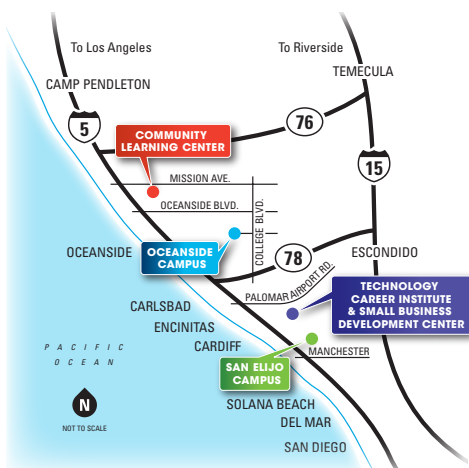 To Los Angeles
To Riverside
TEMECULA
CAMP PENDLETON
5
76
COMMUNITY
LEARNING CENTER
15
MISSION AVE.
OCEANSIDE BLVD.
COLLEGE BLVD.
OCEANSIDE
OCEANSIDE
CAMPUS
78
ESCONDIDO
PALOMAR AIRPORT RD.
TECHNOLOGY
CAREER INSTITUTE
& SMALL BUSINESS
DEVELOPMENT CENTER
CARLSBAD
ENCINITAS
CARDIFF
PACIFIC
OCEAN
MANCHESTER
SAN ELIJO
CAMPUS
N
NOT TO SCALE
SOLANA BEACH
DEL MAR
SAN DIEGO